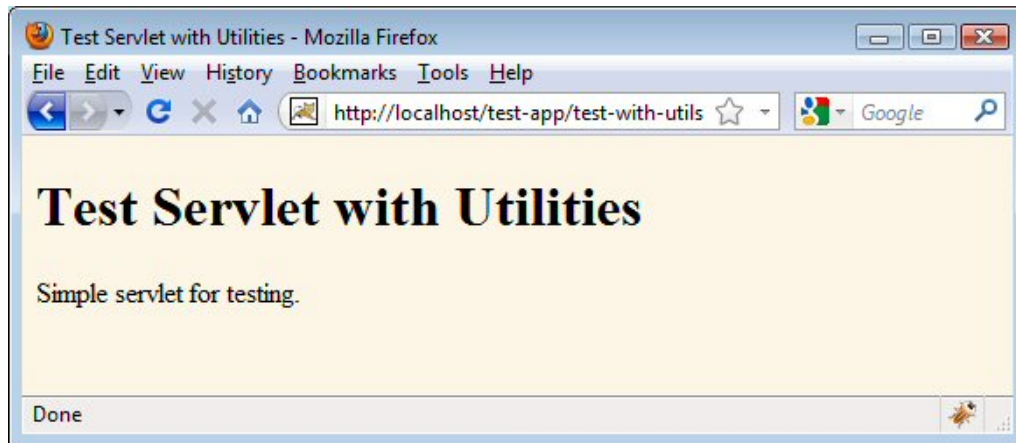 Test Servlet with Utilities - Mozilla Firefox
File Edit View History Bookmarks Tools Help
http://localhost/test-app/test-with-utils Google
Test Servlet with Utilities
Simple servlet for testing.
Done